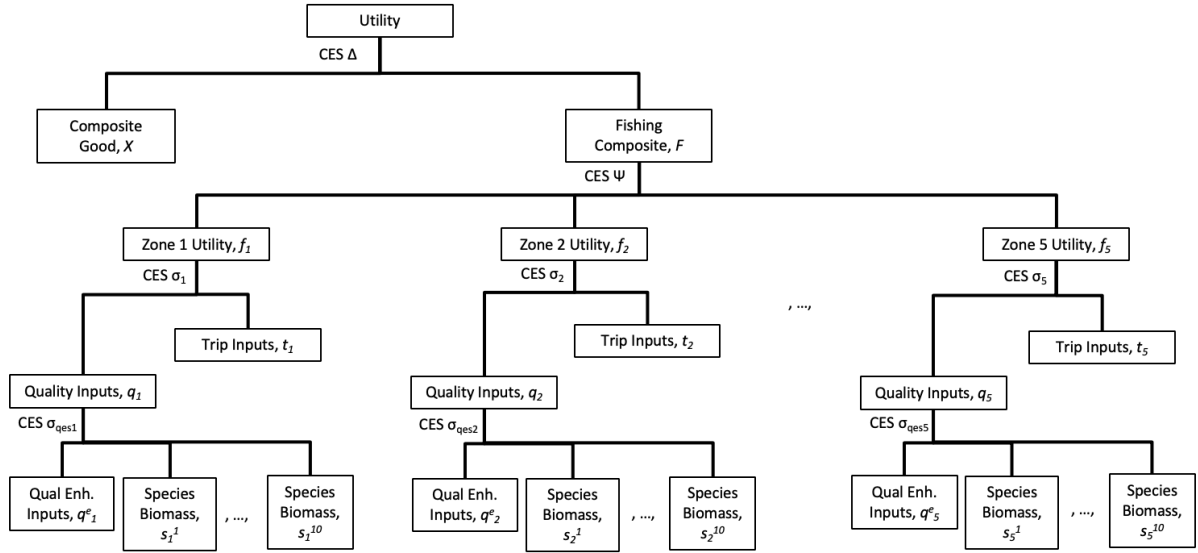 Utility
CES Δ
Composite
Good, X
Fishing
Composite, F
CES Ψ
Zone 1 Utility, f₁
Zone 2 Utility, f₂
Zone 5 Utility, f₅
CES σ₁
CES σ₂
CES σ₅
, …,
Trip Inputs, t₁
Trip Inputs, t₂
Trip Inputs, t₅
Quality Inputs, q₁
Quality Inputs, q₂
Quality Inputs, q₅
CES σqes1
CES σqes2
CES σqes5
Qual Enh.
Inputs, qᵉ₁
Species
Biomass,
s₁¹
, …,
Species
Biomass,
s₁¹⁰
Qual Enh.
Inputs, qᵉ₂
Species
Biomass,
s₂¹
, …,
Species
Biomass,
s₂¹⁰
Qual Enh.
Inputs, qᵉ₅
Species
Biomass,
s₅¹
, …,
Species
Biomass,
s₅¹⁰